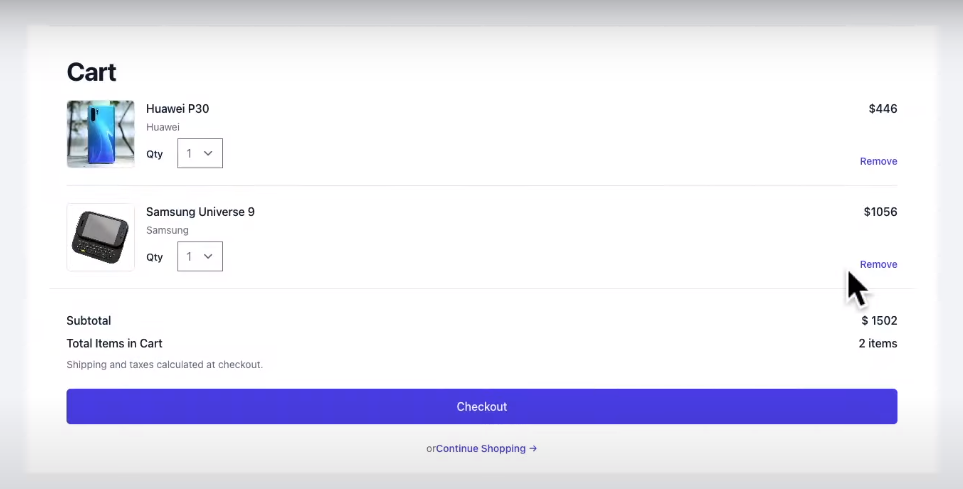 Cart
Huawei P30 $446
Huawei
Qty 1
Remove
Samsung Universe 9 $1056
Samsung
Qty 1
Remove
Subtotal $ 1502
Total Items in Cart 2 items
Shipping and taxes calculated at checkout.
Checkout
orContinue Shopping →